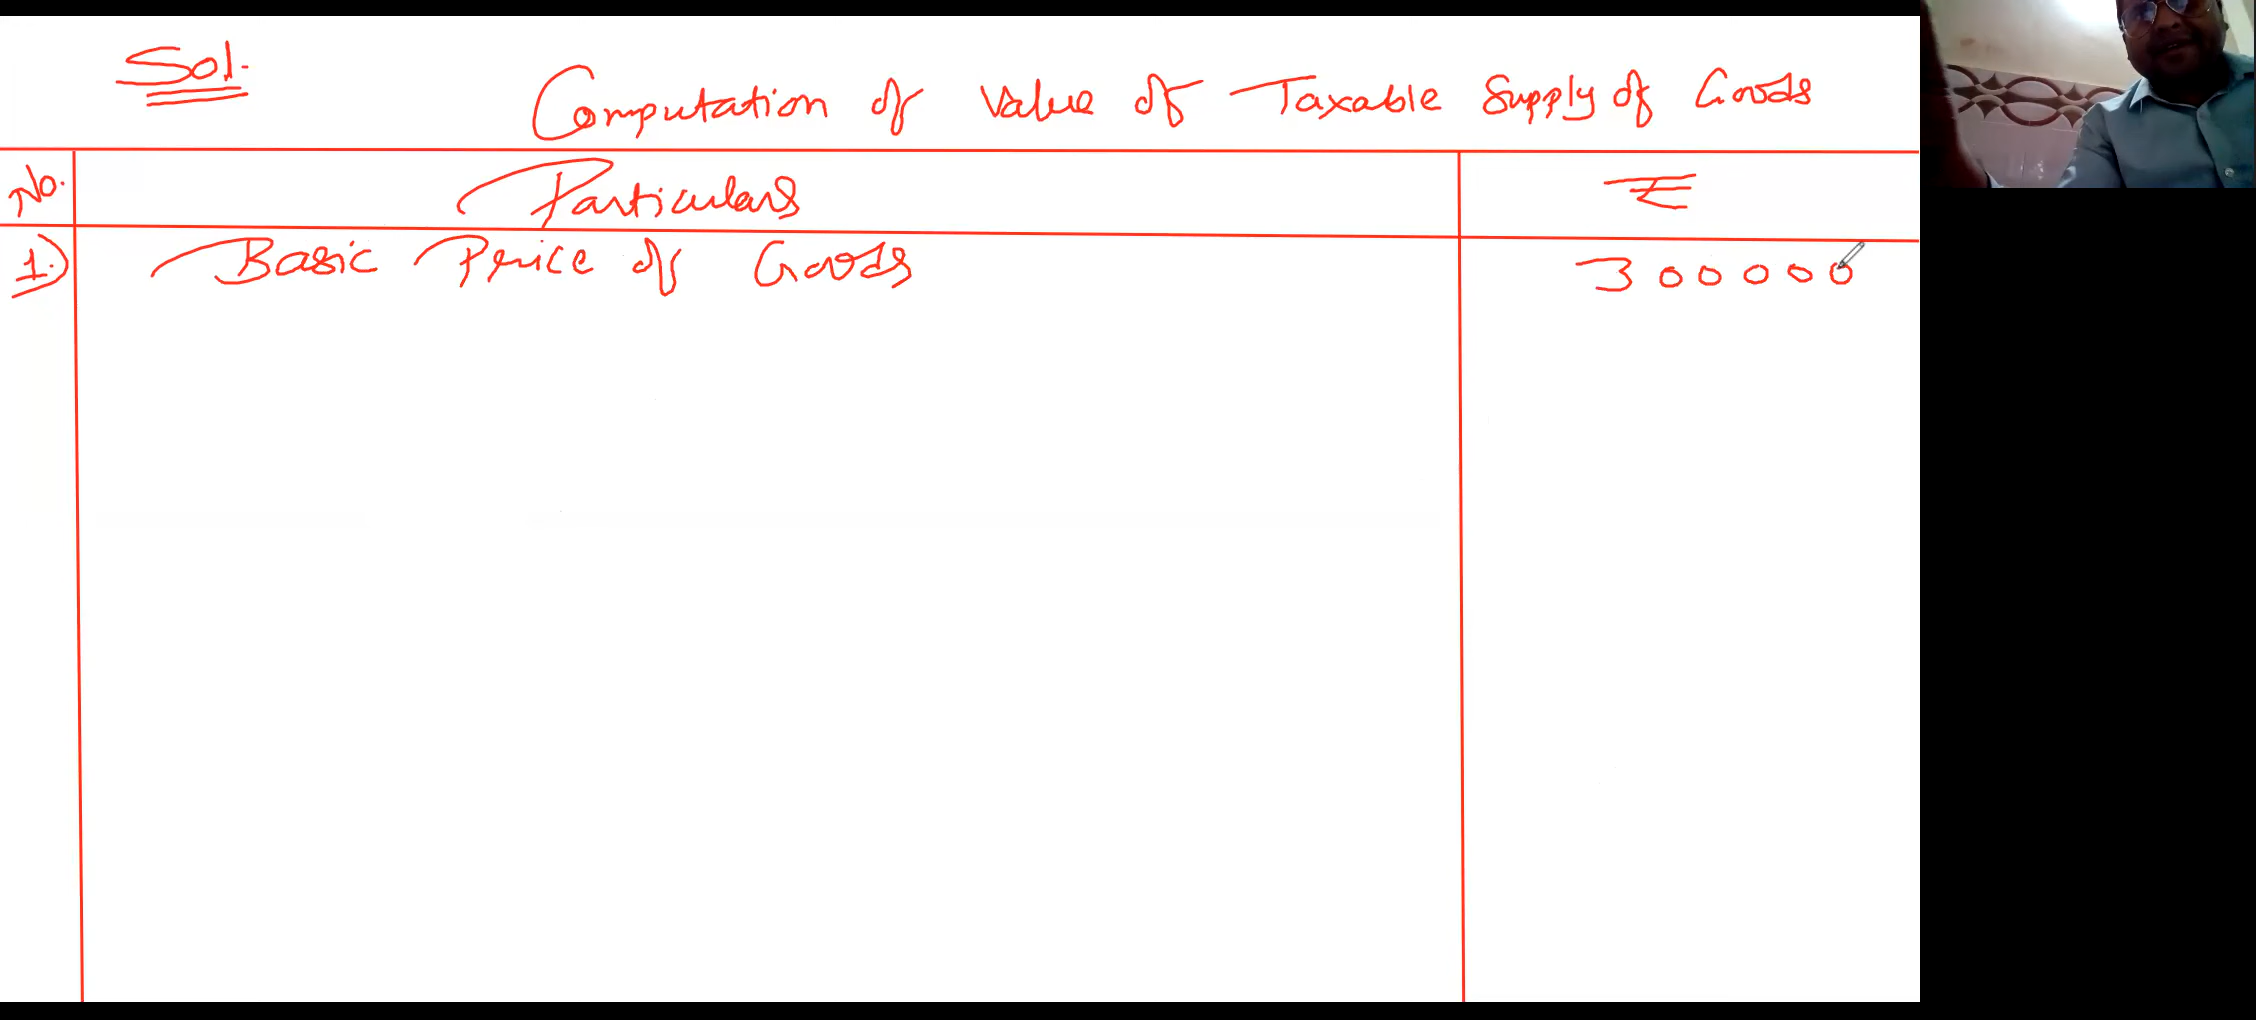 Sol.
Computation of Value of Taxable Supply of Goods
No. Particulars ₹
1.) Basic Price of Goods 300000